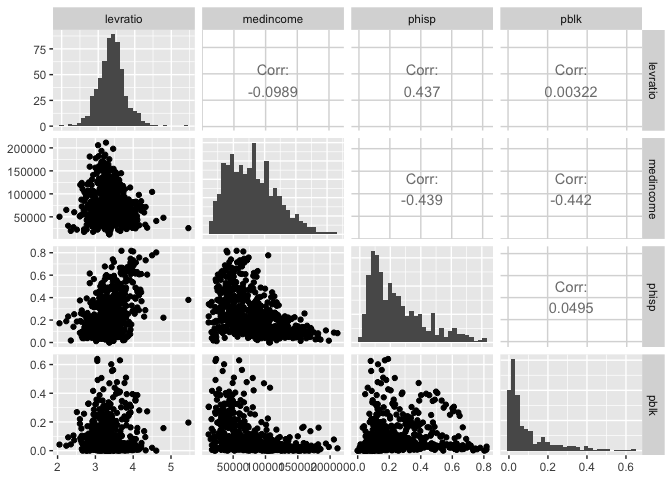 levratio medincome phisp pblk
75
50
25
0
Corr:
-0.0989
Corr:
0.437
Corr:
0.00322
levratio
200000
150000
100000
50000
Corr:
-0.439
Corr:
-0.442
medincome
0.8
0.6
0.4
0.2
0.0
Corr:
0.0495
phisp
0.6
0.4
0.2
0.0
pblk
2 3 4 5 50000 100000 150000 200000 0.0 0.2 0.4 0.6 0.8 0.0 0.2 0.4 0.6